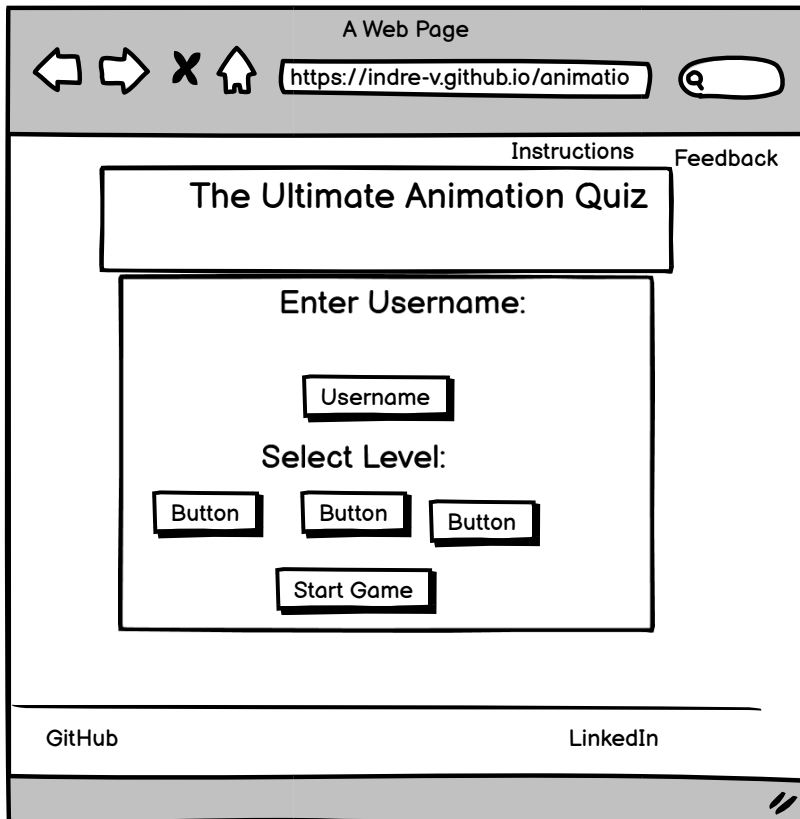 A Web Page
https://indre-v.github.io/animatio
Instructions
Feedback
The Ultimate Animation Quiz
Enter Username:
Username
Select Level:
Button Button Button
Start Game
GitHub LinkedIn